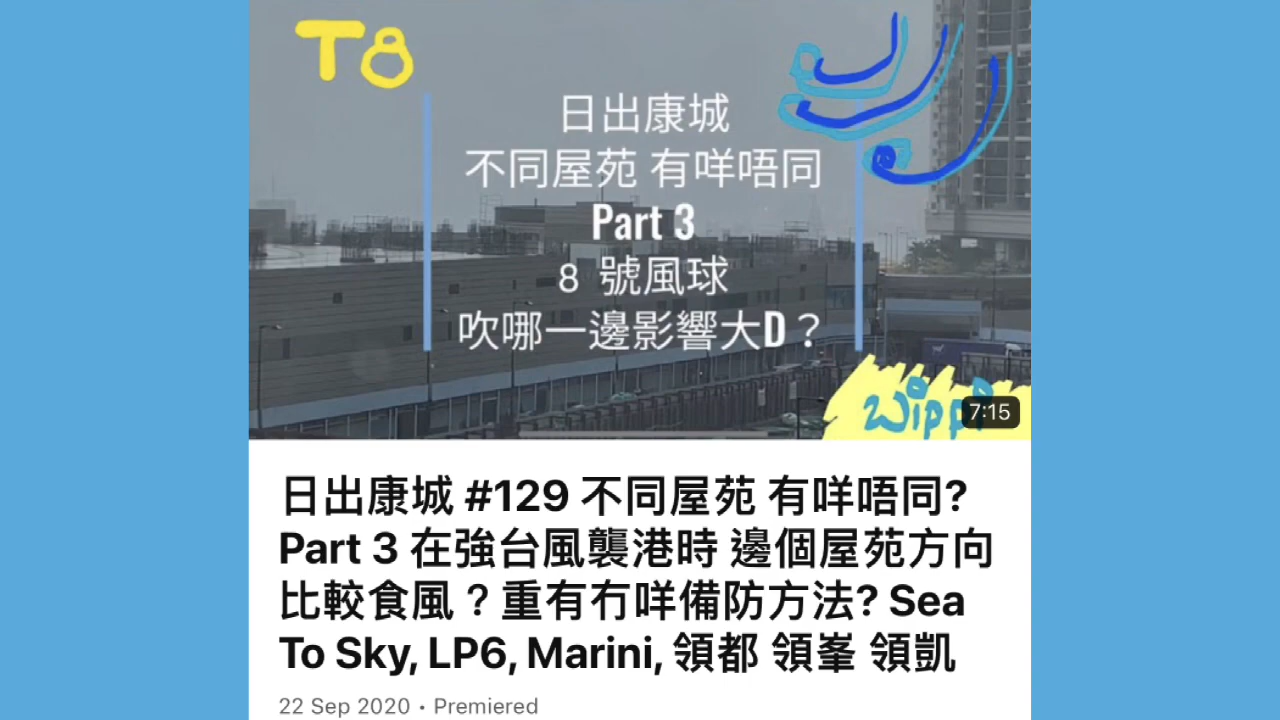 T8
日出康城
不同屋苑 有咩唔同
Part 3
8 號風球
吹哪一邊影響大D？
wippi
7:15
日出康城 #129 不同屋苑 有咩唔同?
Part 3 在強台風襲港時 邊個屋苑方向
比較食風？重有冇咩備防方法? Sea
To Sky, LP6, Marini, 領都 領峯 領凱
22 Sep 2020 • Premiered